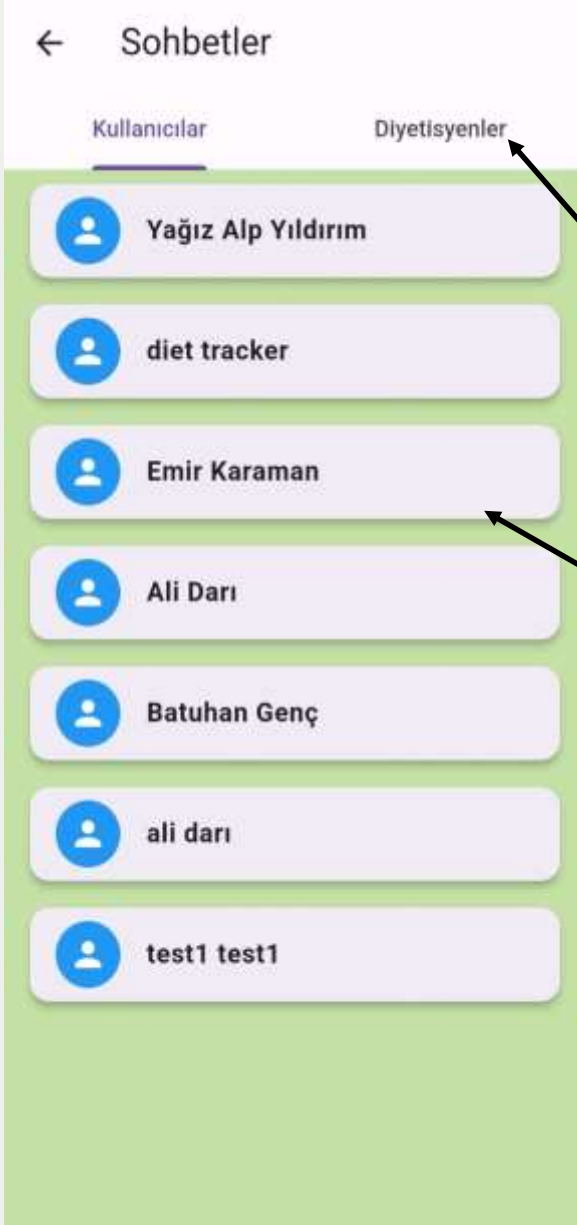 Sohbetler
Kullanıcılar Diyetisyenler
Yağız Alp Yıldırım
diet tracker
Emir Karaman
Ali Darı
Batuhan Genç
ali darı
test1 test1